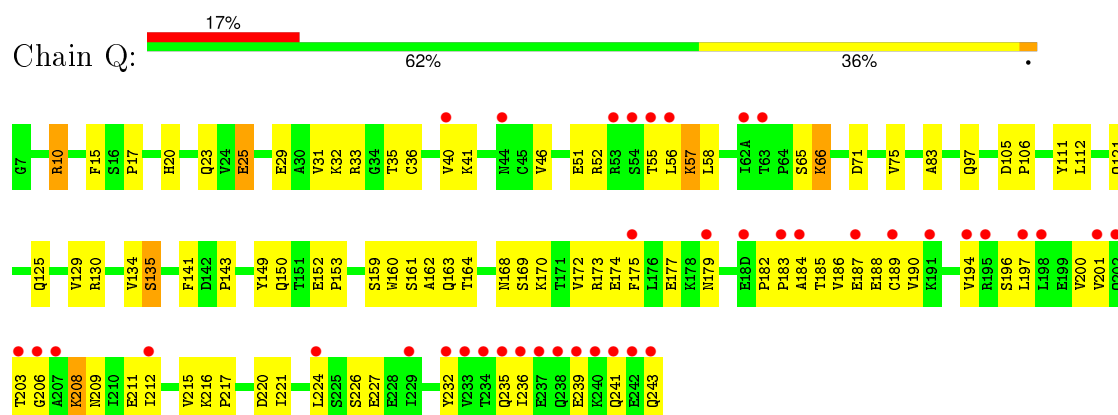 17%
Chain Q:
62% 36% •
G7 R10 F15 S16 P17 H20 Q23 V24 E25 E29 A30 V31 K32 R33 G34 T35 C36 V40 K41 N44 C45 V46 E51 R52 R53 S54 T55 L56 K57 L58 I62A T63 P64 S65 K66 D71 V75 A83 Q97 D105 P106 Y111 L112
Q125 V129 R130 V134 S135 F141 D142 P143 Y149 Q150 T151 E152 P153 S159 W160 S161 A162 Q163 T164 N168 S169 K170 T171 V172 R173 E174 F175 L176 E177 K178 N179 E18D P182 P183 A184 T185 V186 E187 E188 C189 V190 K191 V194 R195 S196 L197 L198 E199 V200 V201
T203 G206 A207 K208 N209 I210 E211 I212 V215 K216 P217 D220 I221 L224 S225 S226 E227 E228 I229 Y232 V233 T234 Q235 I236 E237 Q238 E239 K240 Q241 E242 Q243